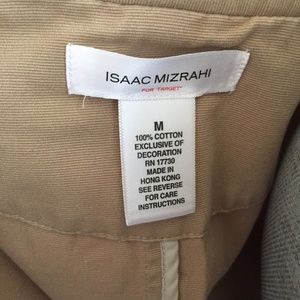 ISAAC MIZRAHI
FOR TARGET
M
100% COTTON
EXCLUSIVE OF
DECORATION
RN 17730
MADE IN
HONG KONG
SEE REVERSE
FOR CARE
INSTRUCTIONS